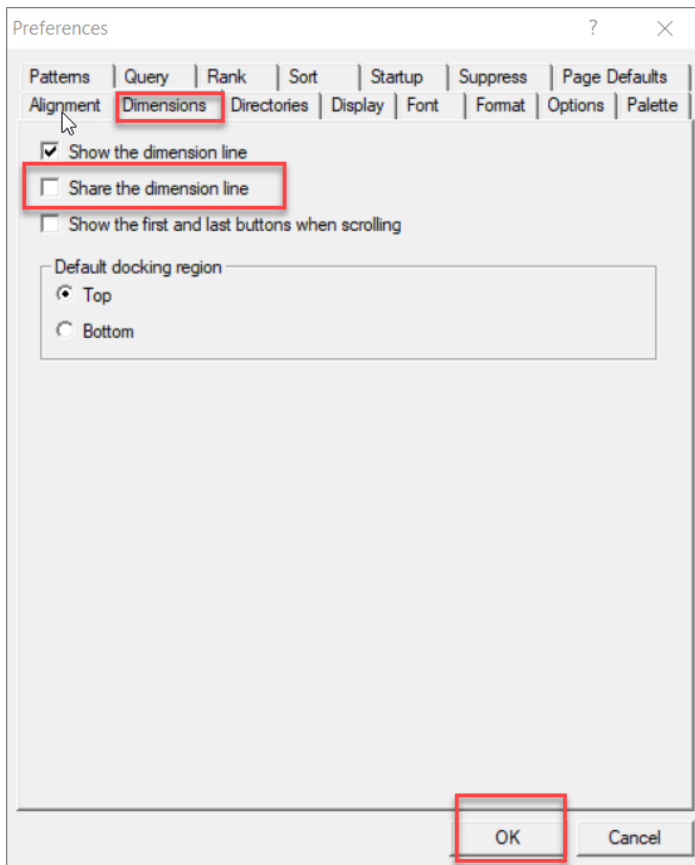 Preferences ? ×
Patterns Query Rank Sort Startup Suppress Page Defaults
Alignment Dimensions Directories Display Font Format Options Palette
Show the dimension line
Share the dimension line
Show the first and last buttons when scrolling
Default docking region
Top
Bottom
OK Cancel